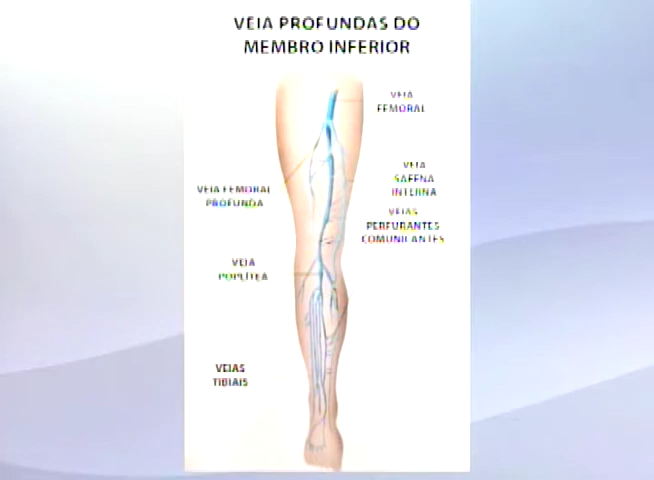 VEIA PROFUNDAS DO
MEMBRO INFERIOR
VEIA
FEMORAL
VEIA
SAFENA
INTERNA
VEIA FEMORAL
PROFUNDA
VEIAS
PERFURANTES
COMUNICANTES
VEIA
POPLÍTEA
VEIAS
TIBIAIS